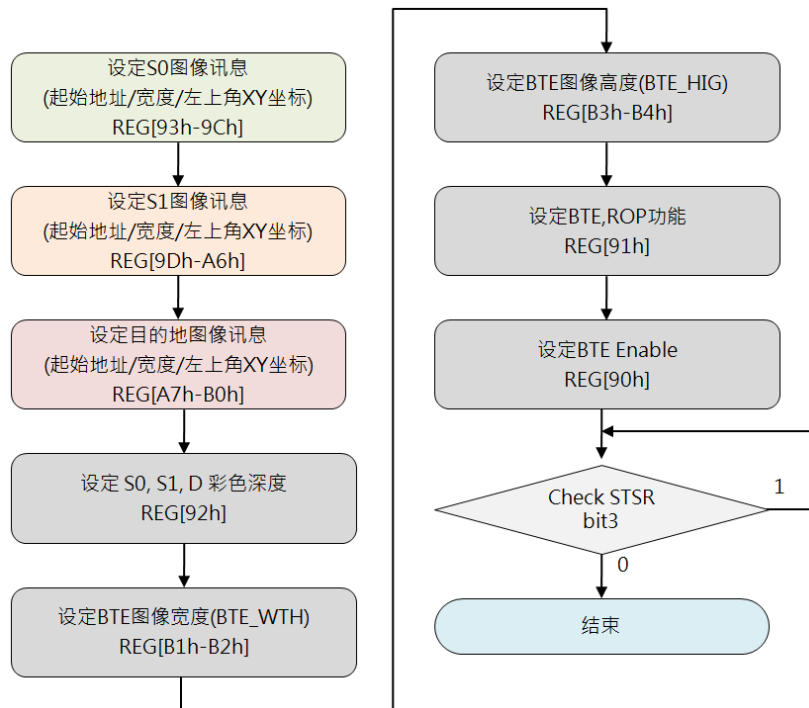 设定S0图像讯息
(起始地址/宽度/左上角XY坐标)
REG[93h-9Ch]
设定S1图像讯息
(起始地址/宽度/左上角XY坐标)
REG[9Dh-A6h]
设定目的地图像讯息
(起始地址/宽度/左上角XY坐标)
REG[A7h-B0h]
设定 S0, S1, D 彩色深度
REG[92h]
设定BTE图像宽度(BTE_WTH)
REG[B1h-B2h]
设定BTE图像高度(BTE_HIG)
REG[B3h-B4h]
设定BTE,ROP功能
REG[91h]
设定BTE Enable
REG[90h]
Check STSR
bit3
1
0
结束